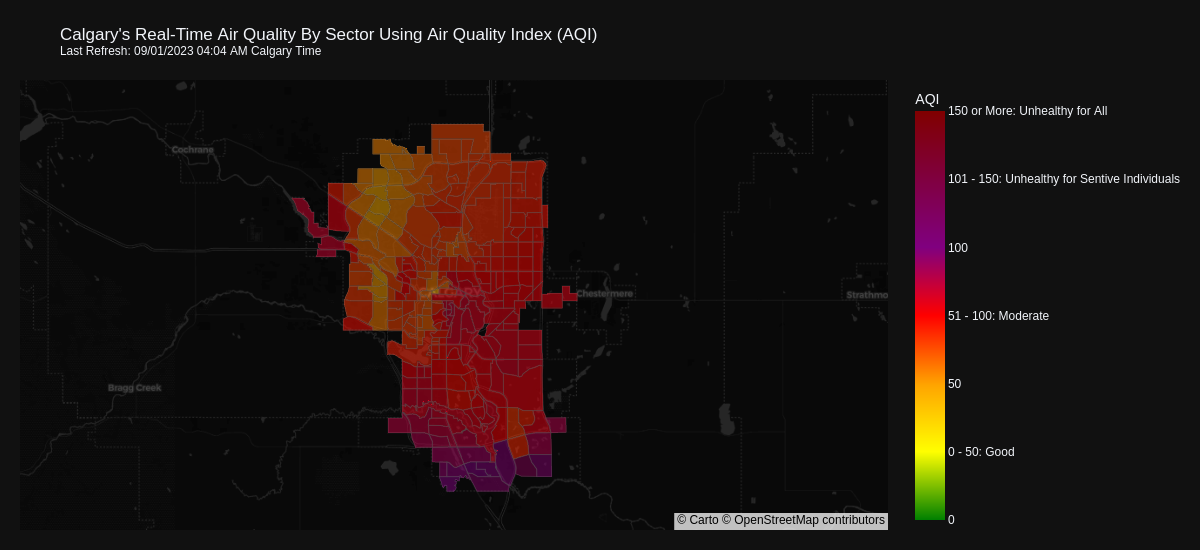 Calgary's Real-Time Air Quality By Sector Using Air Quality Index (AQI)
Last Refresh: 09/01/2023 04:04 AM Calgary Time
AQI
150 or More: Unhealthy for All
Cochrane
101 - 150: Unhealthy for Sentive Individuals
100
CALGARY
Chestermere
Strathmo
51 - 100: Moderate
50
Bragg Creek
0 - 50: Good
0
© Carto © OpenStreetMap contributors